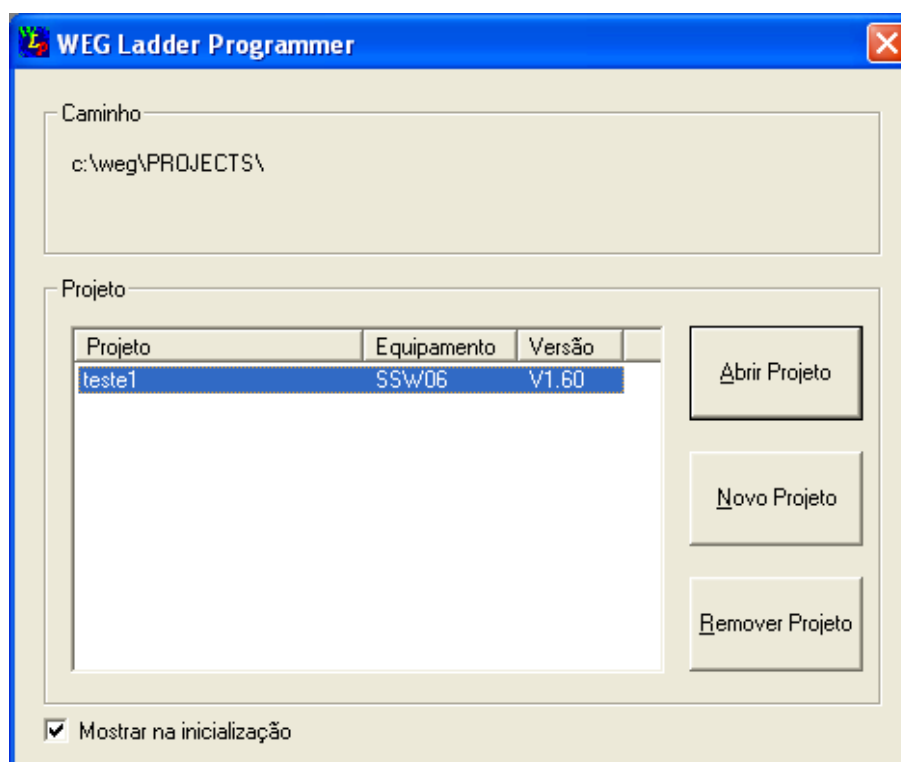 WEG Ladder Programmer
Caminho
c:\weg\PROJECTS\
Projeto
Projeto Equipamento Versão
teste1 SSW06 V1.60
Abrir Projeto
Novo Projeto
Remover Projeto
Mostrar na inicialização